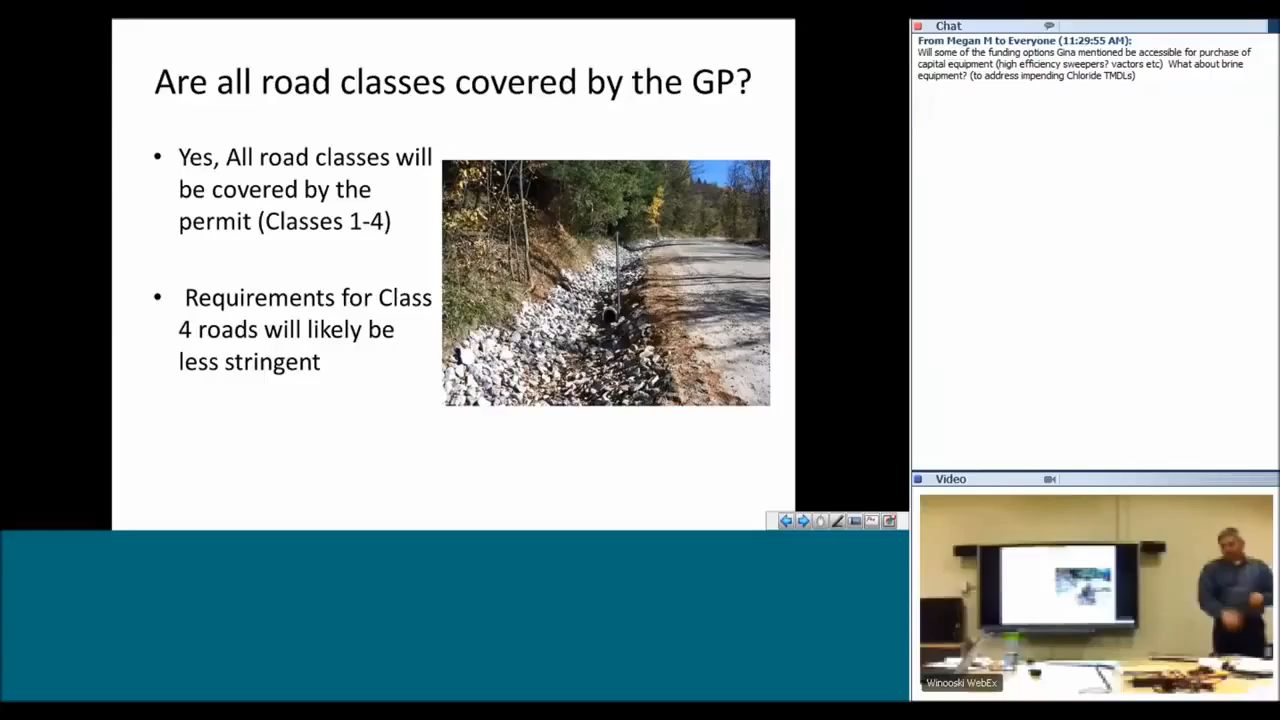 Are all road classes covered by the GP?
• Yes, All road classes will
be covered by the
permit (Classes 1-4)
• Requirements for Class
4 roads will likely be
less stringent
Chat
From Megan M to Everyone (11:29:55 AM):
Will some of the funding options Gina mentioned be accessible for purchase of
capital equipment (high efficiency sweepers? vactors etc) What about brine
equipment? (to address impending Chloride TMDLs)
Video
Winooski WebEx